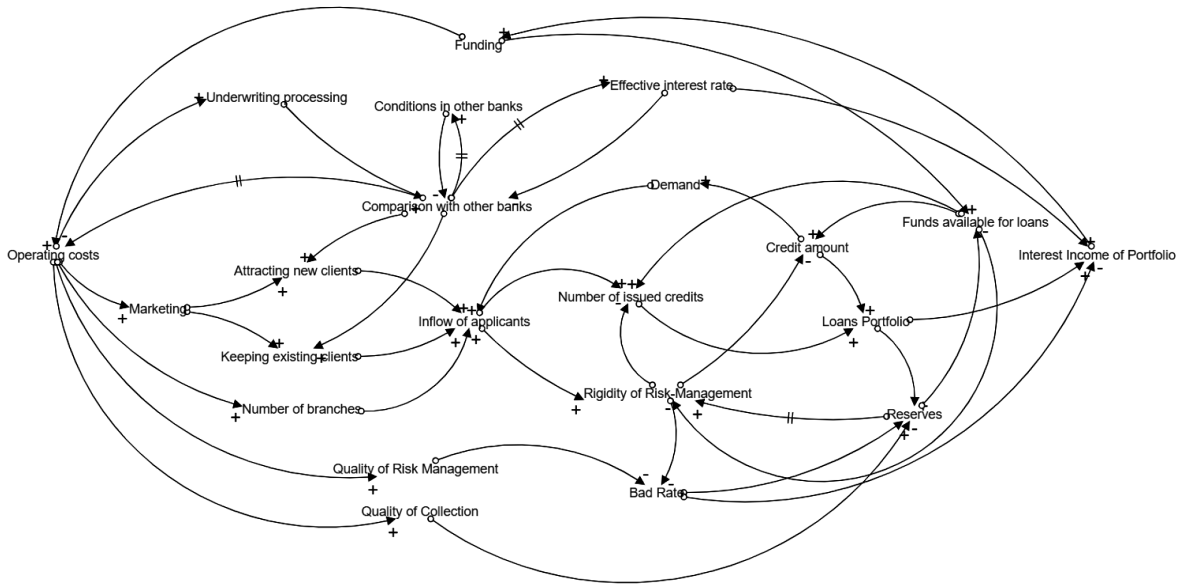 Funding
Effective interest rate
Underwriting processing
Conditions in other banks
Demand
Comparison with other banks
Funds available for loans
Credit amount
Operating costs
Interest Income of Portfolio
Attracting new clients
Number of issued credits
Marketing
Inflow of applicants
Loans Portfolio
Keeping existing clients
Rigidity of Risk-Management
Number of branches
Reserves
Quality of Risk Management
Bad Rate
Quality of Collection